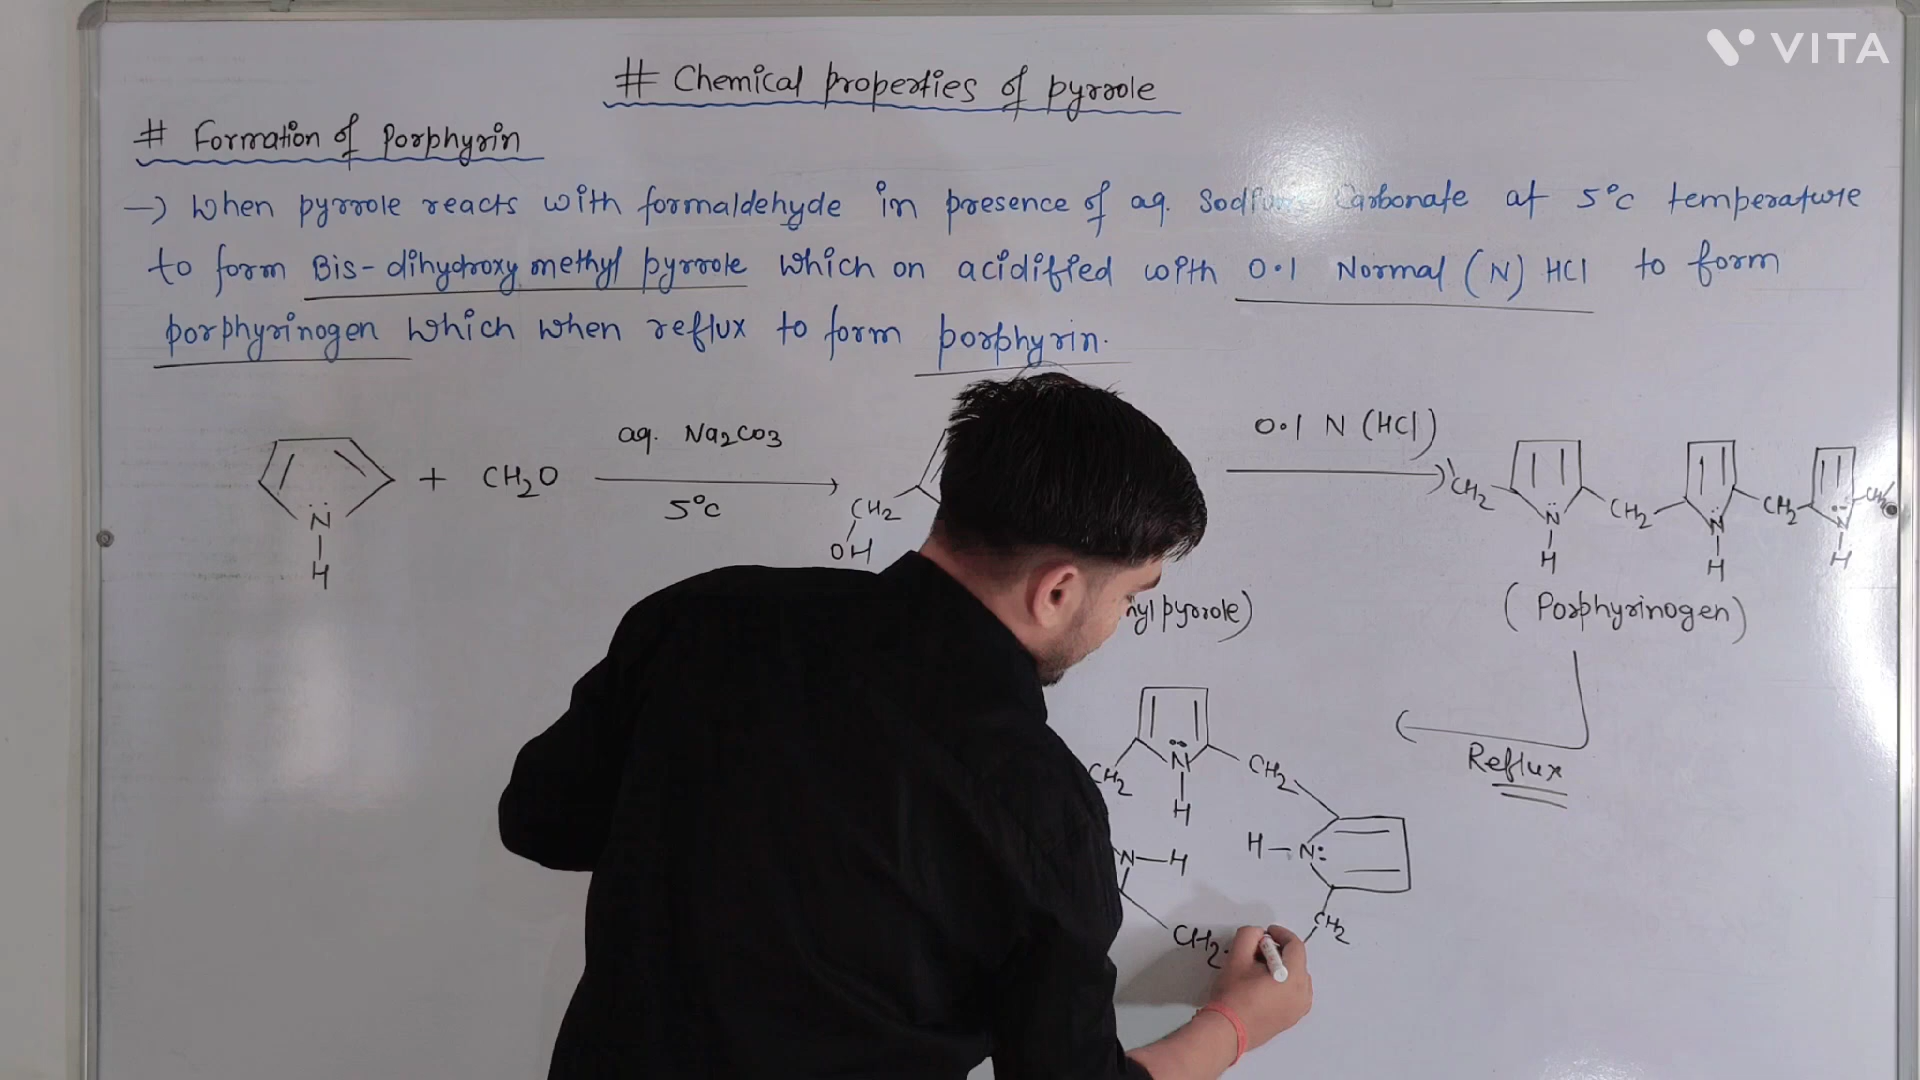 VITA
# Chemical properties of pyrrole
# Formation of Porphyrin
→ When pyrrole reacts with formaldehyde in presence of aq. Sodium Carbonate at 5°C temperature
to form Bis-dihydroxy methyl pyrrole which on acidified with 0.1 Normal (N) HCl to form
porphyrinogen which when reflux to form porphyrin.
N
H
+ CH2O
aq. Na2CO3
5°C
CH2
OH
0.1 N (HCl)
CH2
N
H
CH2
N
H
CH2
N
H
pyrrole)
(Porphyrinogen)
Reflux
CH2
N
H
CH2
N-H
H-N:
CH2
CH2